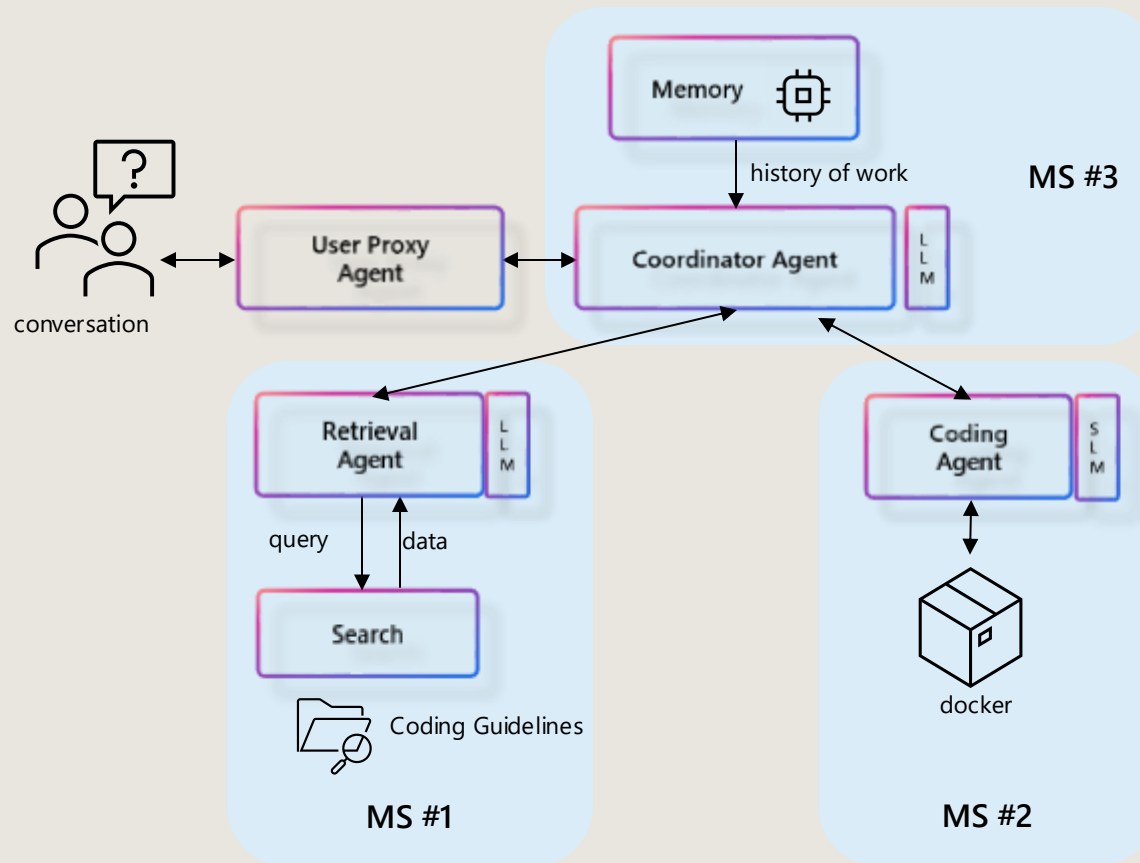 Memory
history of work
MS #3
?
User Proxy
Agent
Coordinator Agent
L
L
M
conversation
Retrieval
Agent
L
L
M
Coding
Agent
S
L
M
query
data
Search
docker
Coding Guidelines
MS #1
MS #2